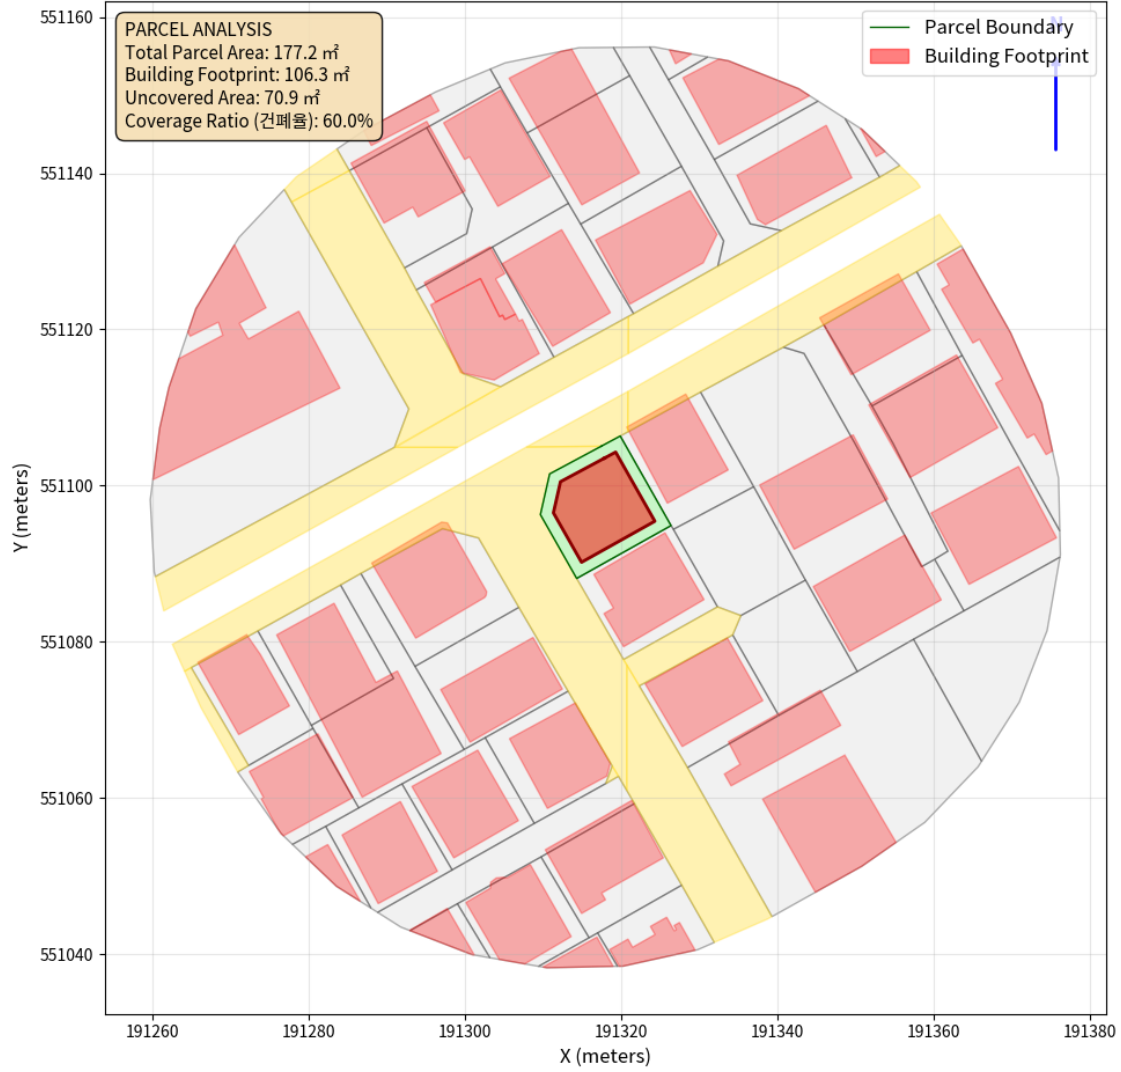 PARCEL ANALYSIS
Total Parcel Area: 177.2 ㎡
Building Footprint: 106.3 ㎡
Uncovered Area: 70.9 ㎡
Coverage Ratio (건폐율): 60.0%
Parcel Boundary
Building Footprint
N
551160
551140
551120
551100
551080
551060
551040
Y (meters)
191260
191280
191300
191320
191340
191360
191380
X (meters)